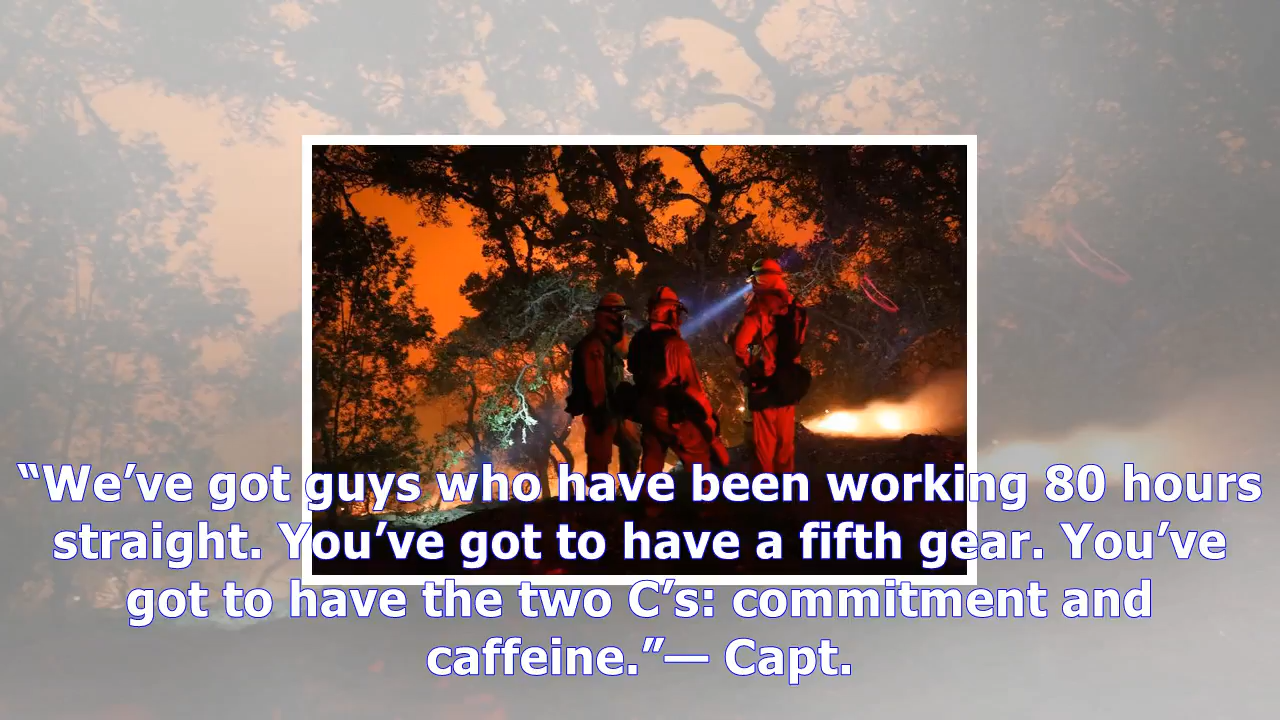 “We’ve got guys who have been working 80 hours
straight. You’ve got to have a fifth gear. You’ve
got to have the two C’s: commitment and
caffeine.”— Capt.